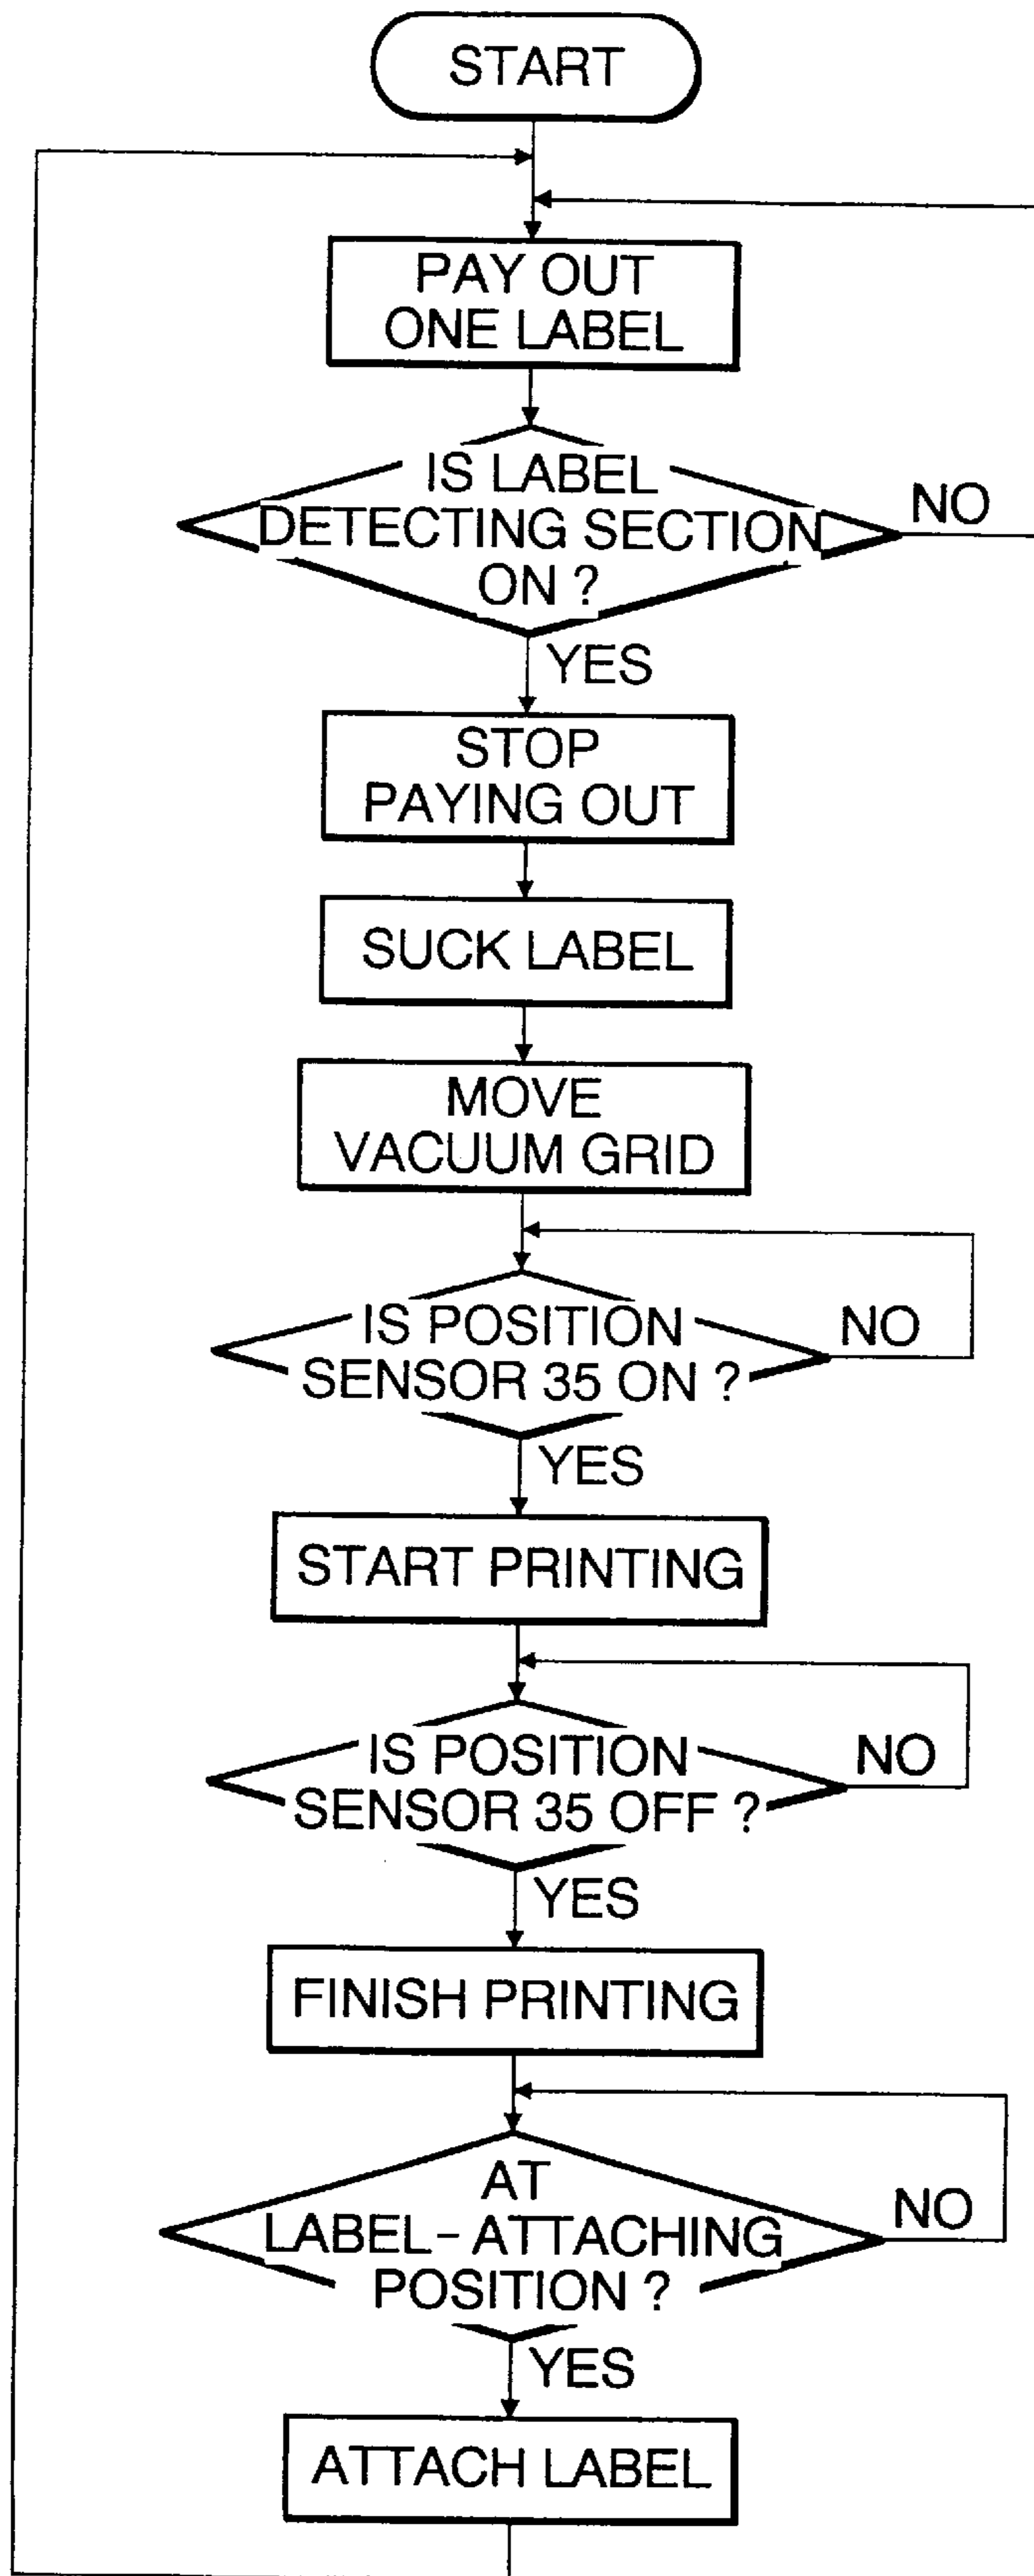 START
PAY OUT
ONE LABEL
IS LABEL
DETECTING SECTION
ON ?
NO
YES
STOP
PAYING OUT
SUCK LABEL
MOVE
VACUUM GRID
IS POSITION
SENSOR 35 ON ?
NO
YES
START PRINTING
IS POSITION
SENSOR 35 OFF ?
NO
YES
FINISH PRINTING
AT
LABEL-ATTACHING
POSITION ?
NO
YES
ATTACH LABEL